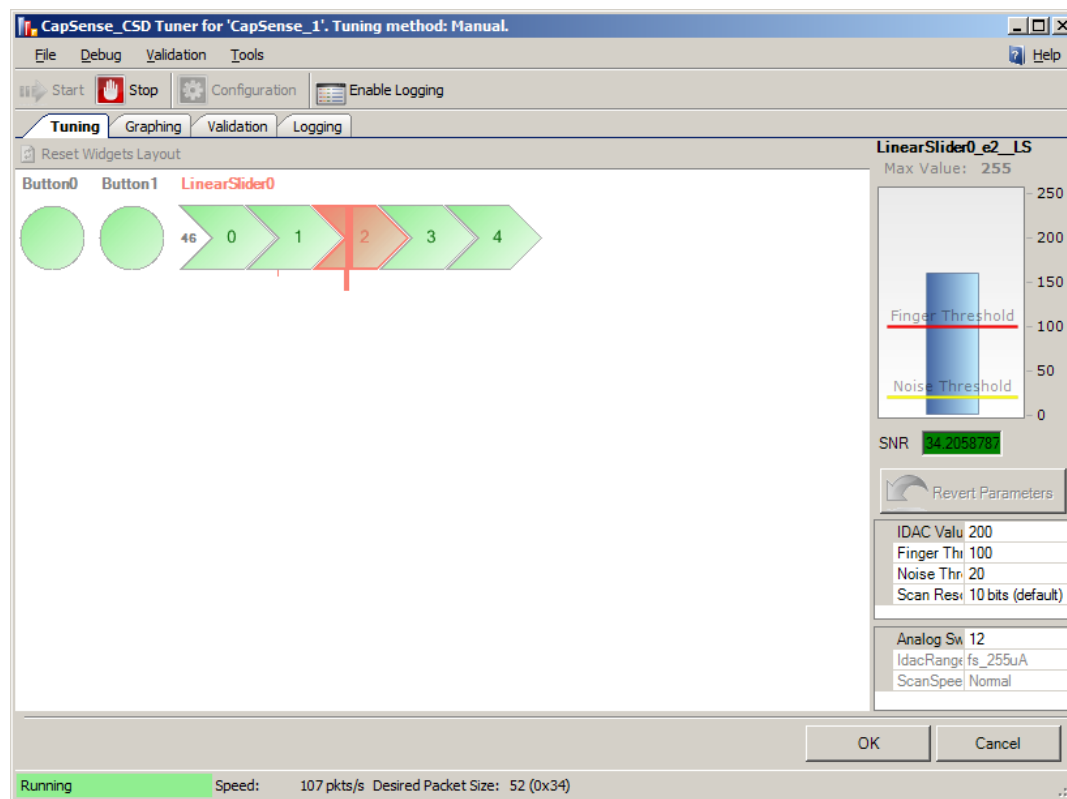 CapSense_CSD Tuner for 'CapSense_1'. Tuning method: Manual.
File Debug Validation Tools Help
Start Stop Configuration Enable Logging
Tuning Graphing Validation Logging
Reset Widgets Layout
Button0 Button1 LinearSlider0
46 0 1 2 3 4
LinearSlider0_e2__LS
Max Value: 255
250
200
150
Finger Threshold
100
50
Noise Threshold
0
SNR 34.2058787
Revert Parameters
IDAC Valu 200
Finger Thr 100
Noise Thr 20
Scan Res 10 bits (default)
Analog Sw 12
IdacRange fs_255uA
ScanSpee Normal
OK Cancel
Running Speed: 107 pkts/s Desired Packet Size: 52 (0x34)